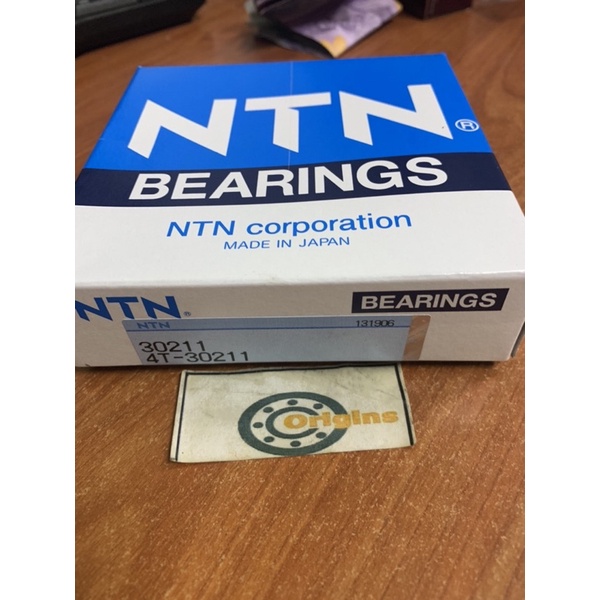 NTN®
BEARINGS
NTN corporation
MADE IN JAPAN
NTN® BEARINGS
NTN 131906
30211
4T-30211
Origins